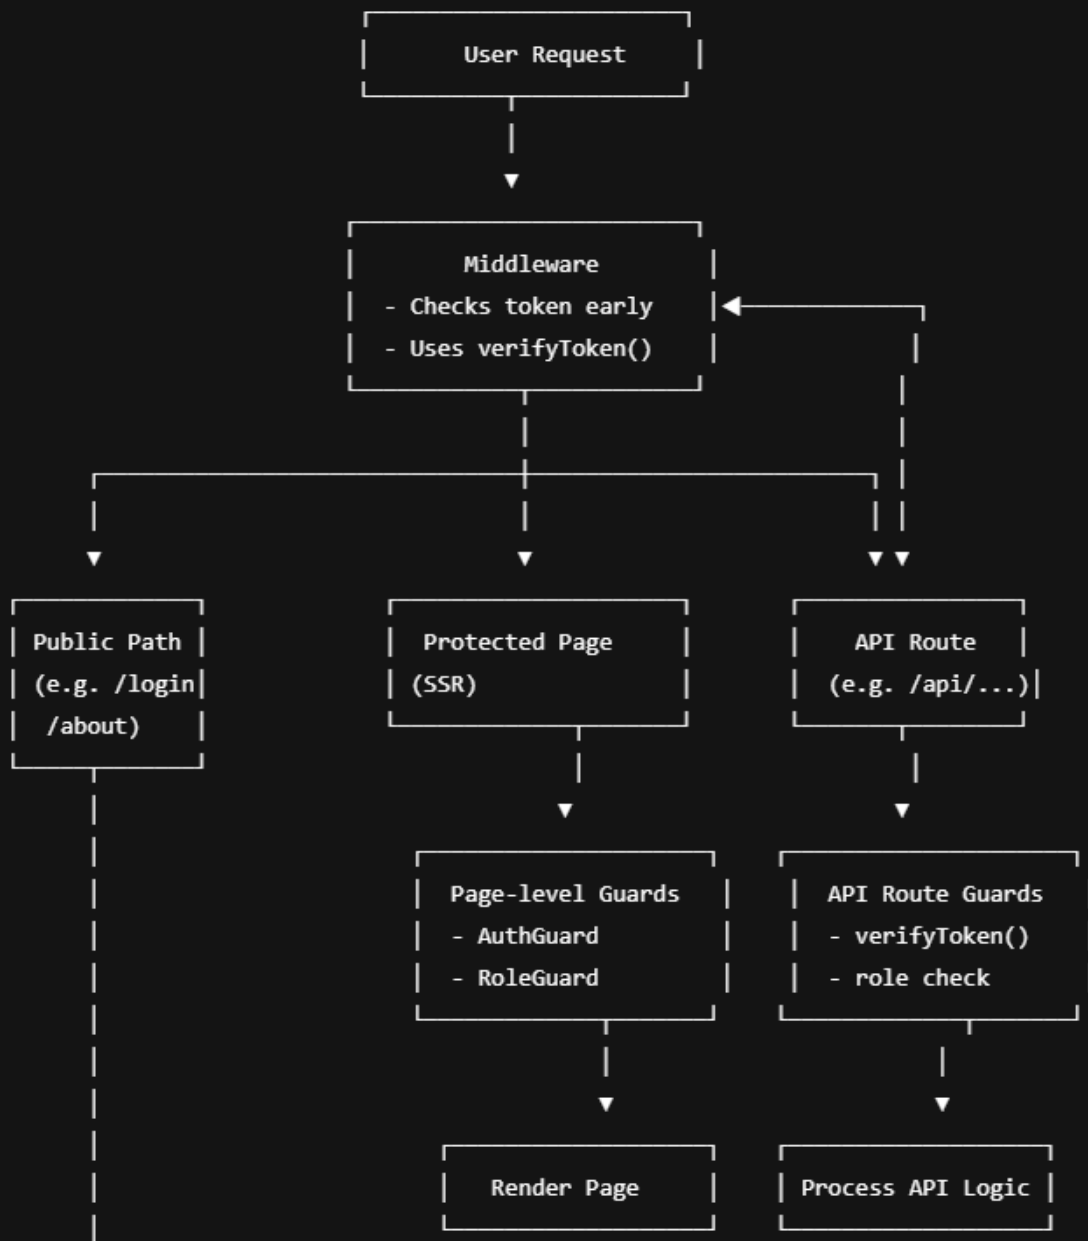 User Request
Middleware
- Checks token early
- Uses verifyToken()
Public Path
(e.g. /login
/about)
Protected Page
(SSR)
API Route
(e.g. /api/...)
Page-level Guards
- AuthGuard
- RoleGuard
API Route Guards
- verifyToken()
- role check
Render Page
Process API Logic